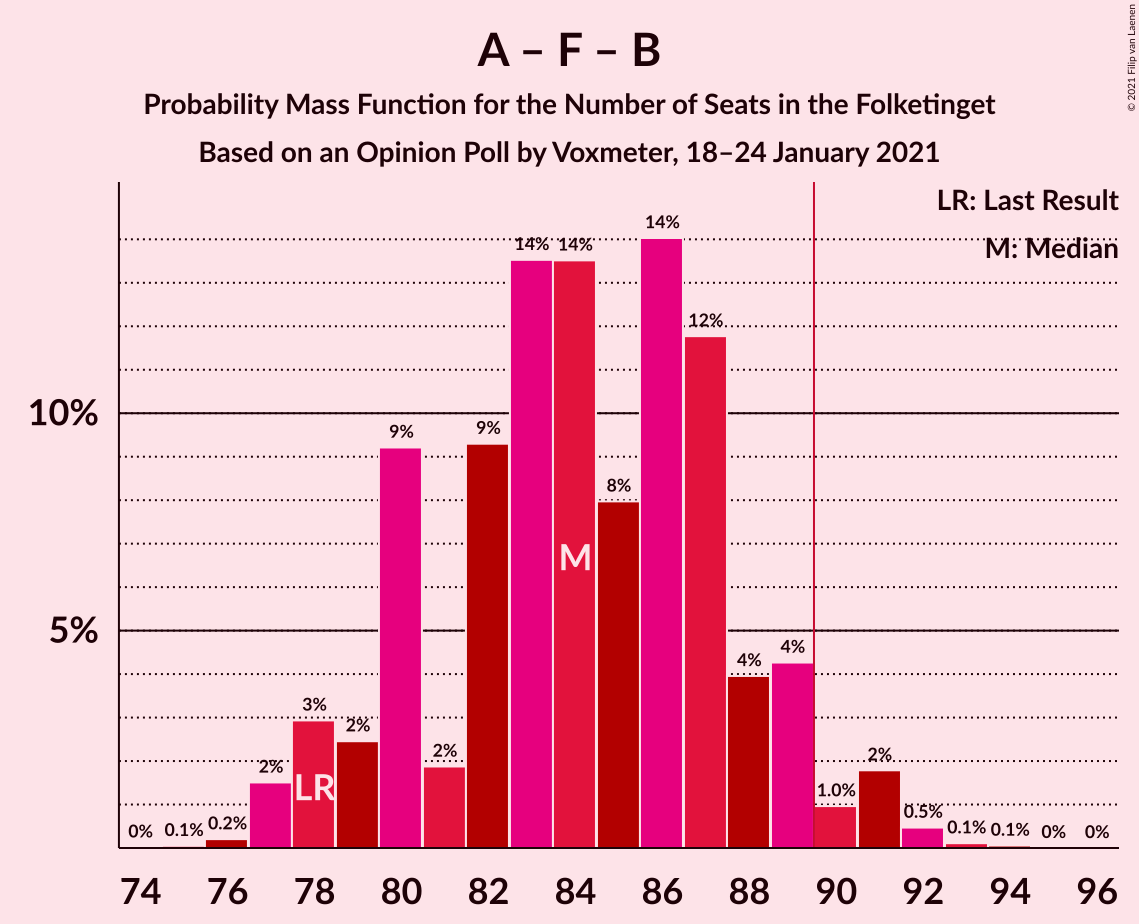 A – F – B
Probability Mass Function for the Number of Seats in the Folketinget
Based on an Opinion Poll by Voxmeter, 18–24 January 2021
© 2021 Filip van Laenen
LR: Last Result
M: Median
14%
14% 14%
12%
10%
9% 9%
8%
M
5%
4% 4%
3%
2% 2% 2% 2%
LR
1.0%
0% 0.1% 0.2% 0.5% 0.1% 0.1% 0% 0%
74 76 78 80 82 84 86 88 90 92 94 96